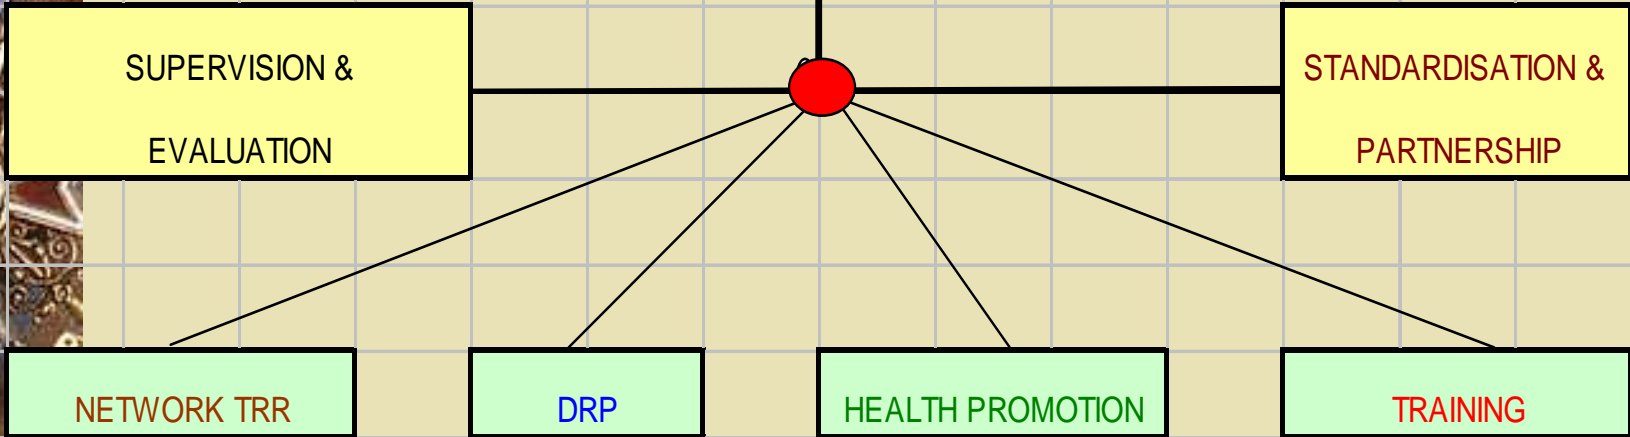 SUPERVISION &
EVALUATION
STANDARDISATION &
PARTNERSHIP
NETWORK TRR
DRP
HEALTH PROMOTION
TRAINING